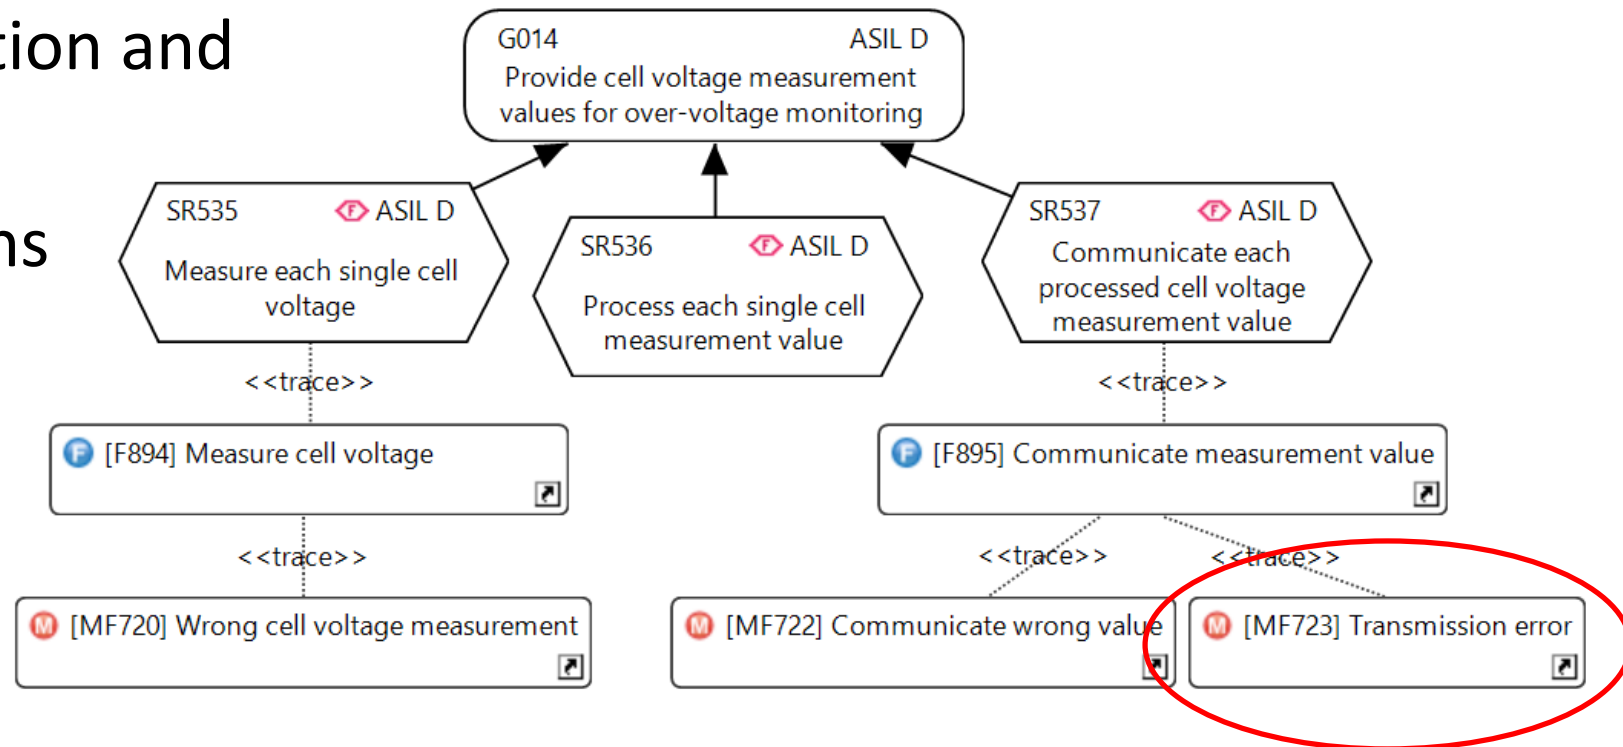 tion and
ns
G014 ASIL D
Provide cell voltage measurement
values for over-voltage monitoring
SR535 F ASIL D
Measure each single cell
voltage
SR536 F ASIL D
Process each single cell
measurement value
SR537 F ASIL D
Communicate each
processed cell voltage
measurement value
<<trace>>
<<trace>>
F [F894] Measure cell voltage
F [F895] Communicate measurement value
<<trace>>
<<trace>>
<<trace>>
M [MF720] Wrong cell voltage measurement
M [MF722] Communicate wrong value
M [MF723] Transmission error